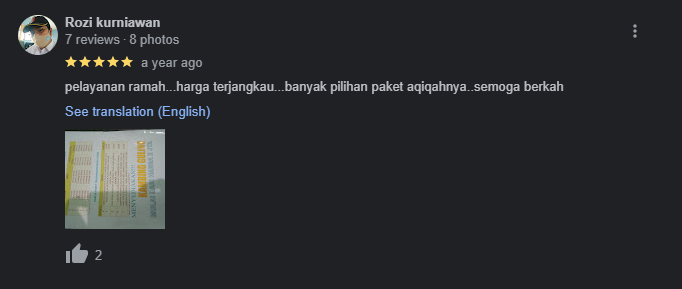 Rozi kurniawan
7 reviews · 8 photos
a year ago
pelayanan ramah...harga terjangkau...banyak pilihan paket aqiqahnya..semoga berkah
See translation (English)
2